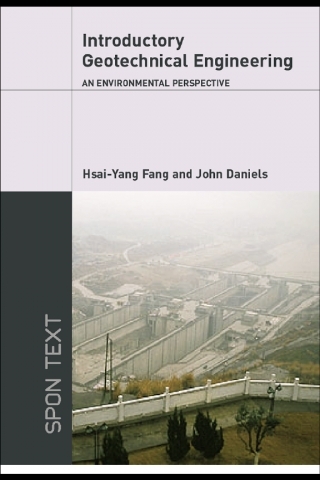 Introductory
Geotechnical Engineering
AN ENVIRONMENTAL PERSPECTIVE
Hsai-Yang Fang and John Daniels
SPON TEXT